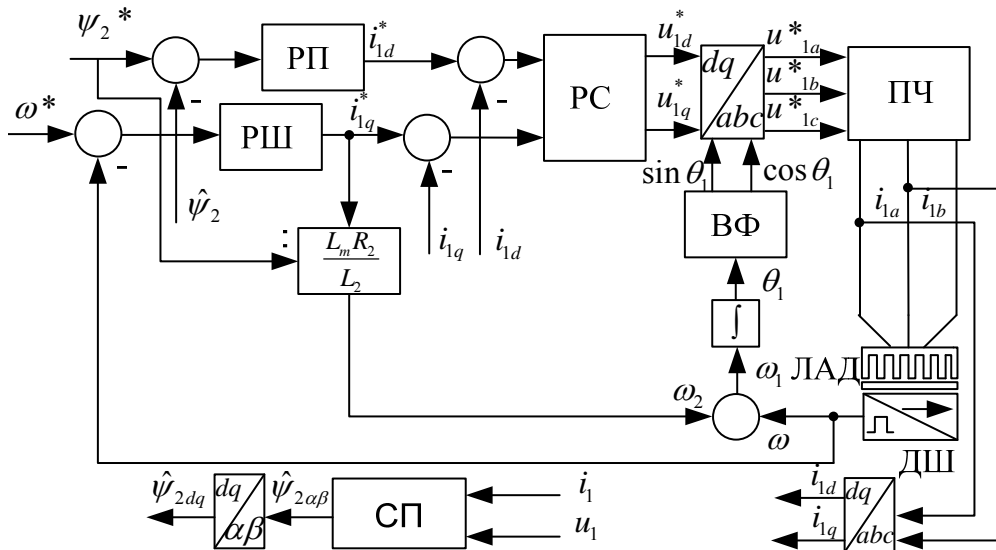 ψ₂*
РП
i*₁d
u*₁d
dq
u*₁a
ω*
-
-
РС
u*₁b
ПЧ
РШ
i*₁q
u*₁q
abc
u*₁c
-
-
sin θ₁
cos θ₁
ψ̂₂
ВФ
i₁a
i₁b
:
LₘR₂
L₂
i₁q
i₁d
θ₁
∫
ω₁
ЛАД
ω₂
ω
ДШ
ψ̂₂dq
dq
αβ
ψ̂₂αβ
СП
i₁
u₁
i₁d
i₁q
dq
abc